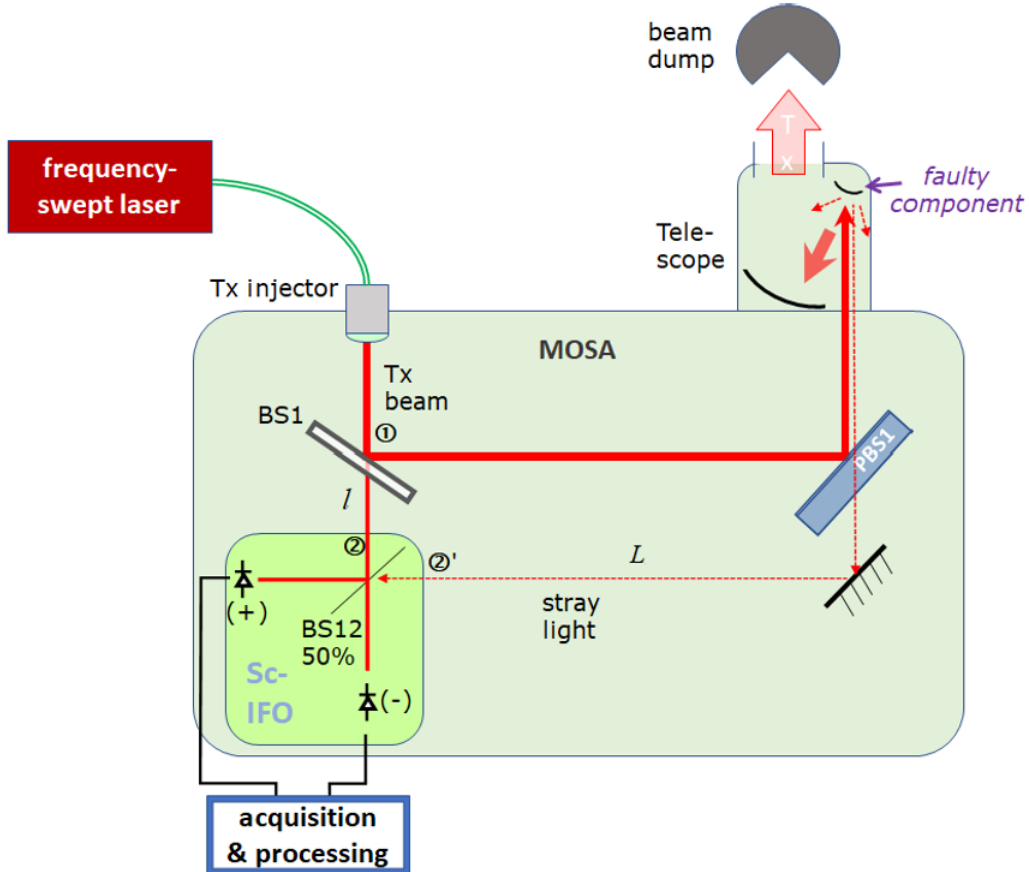 beam
dump
T
x
frequency-
swept laser
faulty
component
Tele-
scope
Tx injector
MOSA
Tx
beam
BS1
①
PBS1
l
②
②'
L
(+)
BS12
50%
stray
light
Sc-
IFO
(-)
acquisition
& processing